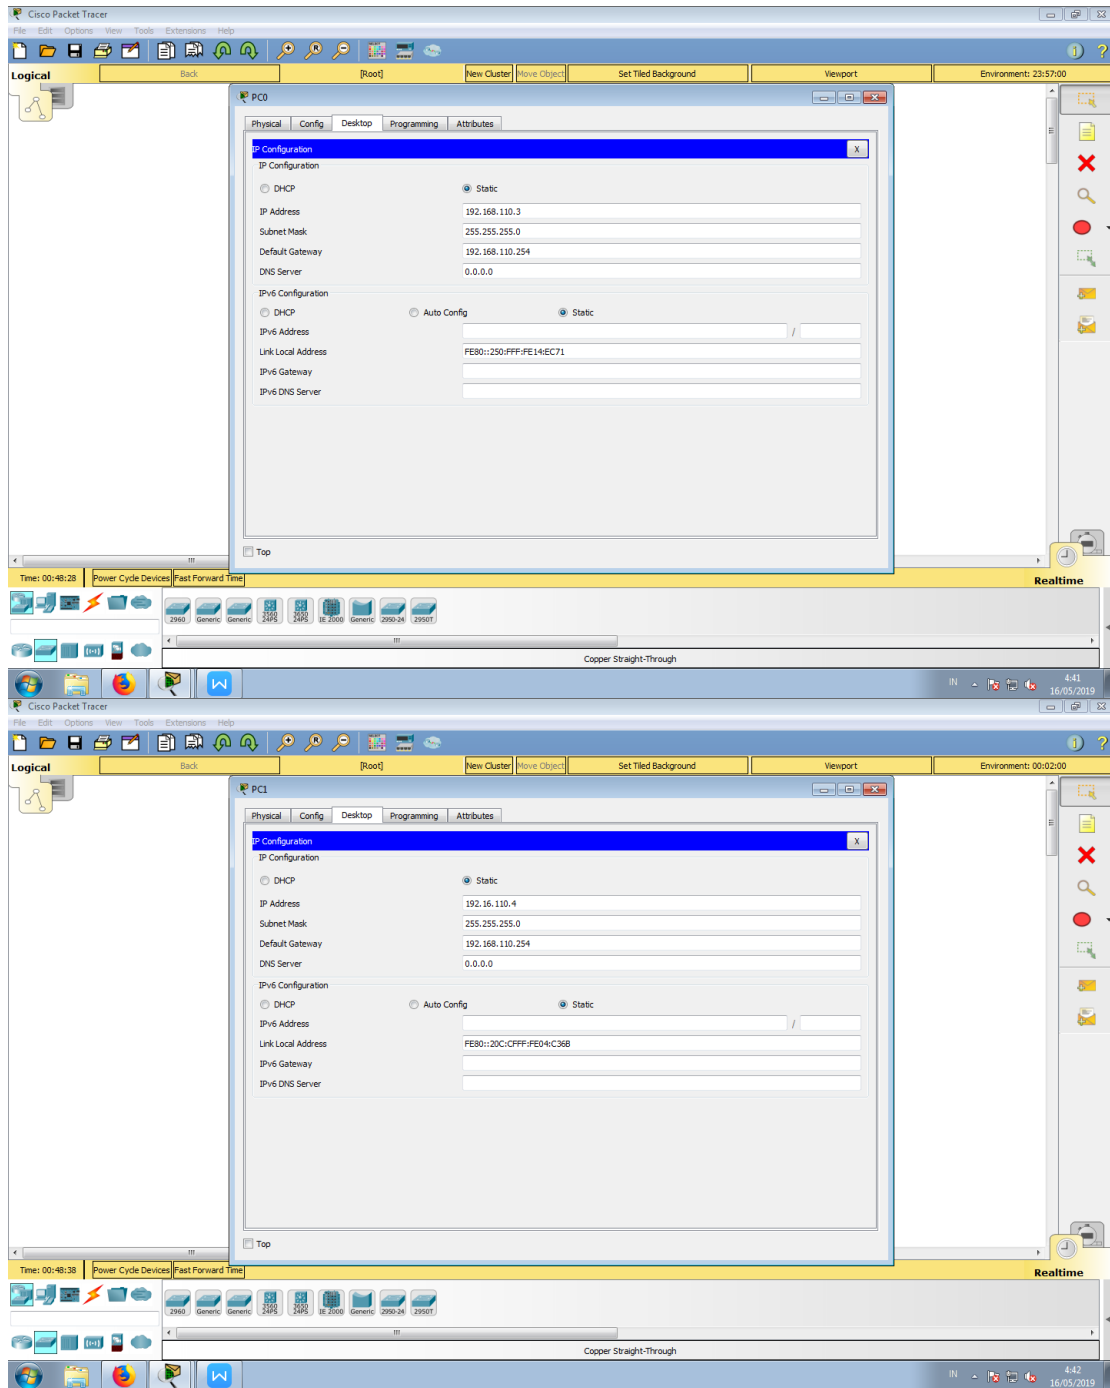 Cisco Packet Tracer
File Edit Options View Tools Extensions Help
Logical Back [Root] New Cluster Move Object Set Tiled Background Viewport Environment: 23:57:00
PC0
Physical Config Desktop Programming Attributes
IP Configuration X
IP Configuration
DHCP Static
IP Address 192.168.110.3
Subnet Mask 255.255.255.0
Default Gateway 192.168.110.254
DNS Server 0.0.0.0
IPv6 Configuration
DHCP Auto Config Static
IPv6 Address /
Link Local Address FE80::250:FFF:FE14:EC71
IPv6 Gateway
IPv6 DNS Server
Top
Time: 00:48:28 Power Cycle Devices Fast Forward Time Realtime
2960 Generic Generic 3560 24PS 3650 24PS IE 2000 Generic 2950-24 2950T
Copper Straight-Through
IN 4:41
16/05/2019
Cisco Packet Tracer
File Edit Options View Tools Extensions Help
Logical Back [Root] New Cluster Move Object Set Tiled Background Viewport Environment: 00:02:00
PC1
Physical Config Desktop Programming Attributes
IP Configuration X
IP Configuration
DHCP Static
IP Address 192.16.110.4
Subnet Mask 255.255.255.0
Default Gateway 192.168.110.254
DNS Server 0.0.0.0
IPv6 Configuration
DHCP Auto Config Static
IPv6 Address /
Link Local Address FE80::20C:CFFF:FE04:C36B
IPv6 Gateway
IPv6 DNS Server
Top
Time: 00:48:38 Power Cycle Devices Fast Forward Time Realtime
2960 Generic Generic 3560 24PS 3650 24PS IE 2000 Generic 2950-24 2950T
Copper Straight-Through
IN 4:42
16/05/2019